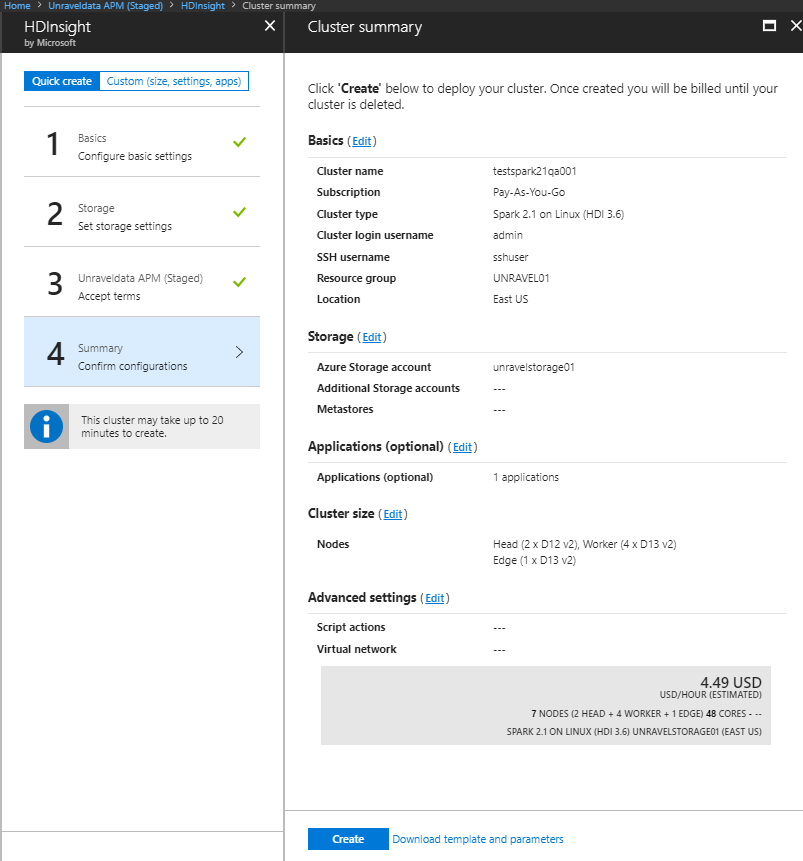 Home > Unraveldata APM (Staged) > HDInsight > Cluster summary
HDInsight
by Microsoft
Quick create
Custom (size, settings, apps)
1
Basics
Configure basic settings
2
Storage
Set storage settings
3
Unraveldata APM (Staged)
Accept terms
4
Summary
Confirm configurations
This cluster may take up to 20
minutes to create.
Cluster summary
Click 'Create' below to deploy your cluster. Once created you will be billed until your
cluster is deleted.
Basics (Edit)
Cluster name testspark21qa001
Subscription Pay-As-You-Go
Cluster type Spark 2.1 on Linux (HDI 3.6)
Cluster login username admin
SSH username sshuser
Resource group UNRAVEL01
Location East US
Storage (Edit)
Azure Storage account unravelstorage01
Additional Storage accounts ---
Metastores ---
Applications (optional) (Edit)
Applications (optional) 1 applications
Cluster size (Edit)
Nodes Head (2 x D12 v2), Worker (4 x D13 v2)
Edge (1 x D13 v2)
Advanced settings (Edit)
Script actions ---
Virtual network ---
4.49 USD
USD/HOUR (ESTIMATED)
7 NODES (2 HEAD + 4 WORKER + 1 EDGE) 48 CORES - --
SPARK 2.1 ON LINUX (HDI 3.6) UNRAVELSTORAGE01 (EAST US)
Create
Download template and parameters